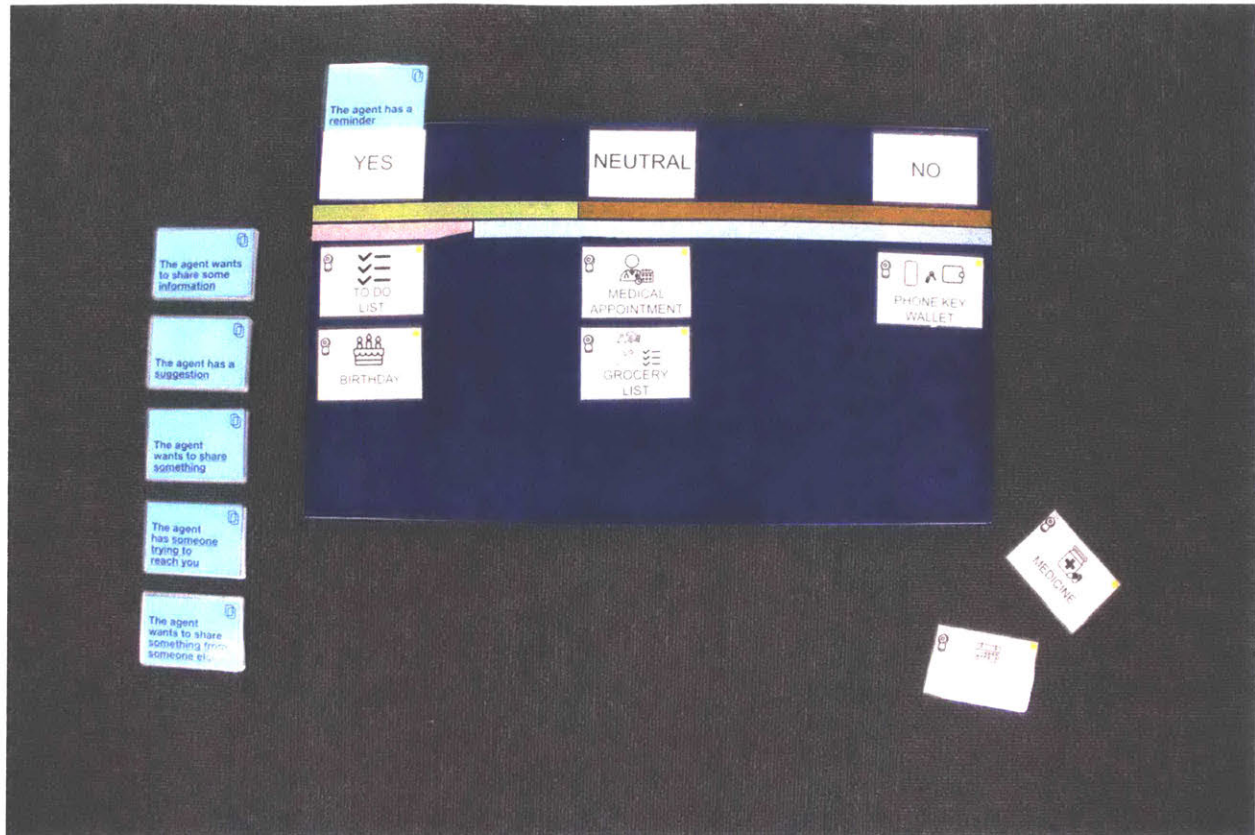 The agent has a
reminder
YES
NEUTRAL
NO
The agent wants
to share some
information
The agent has a
suggestion
The agent
wants to share
something
The agent
has someone
trying to
reach you
The agent
wants to share
something from
someone
TO DO
LIST
BIRTHDAY
MEDICAL
APPOINTMENT
GROCERY
LIST
PHONE KEY
WALLET
MEDICINE